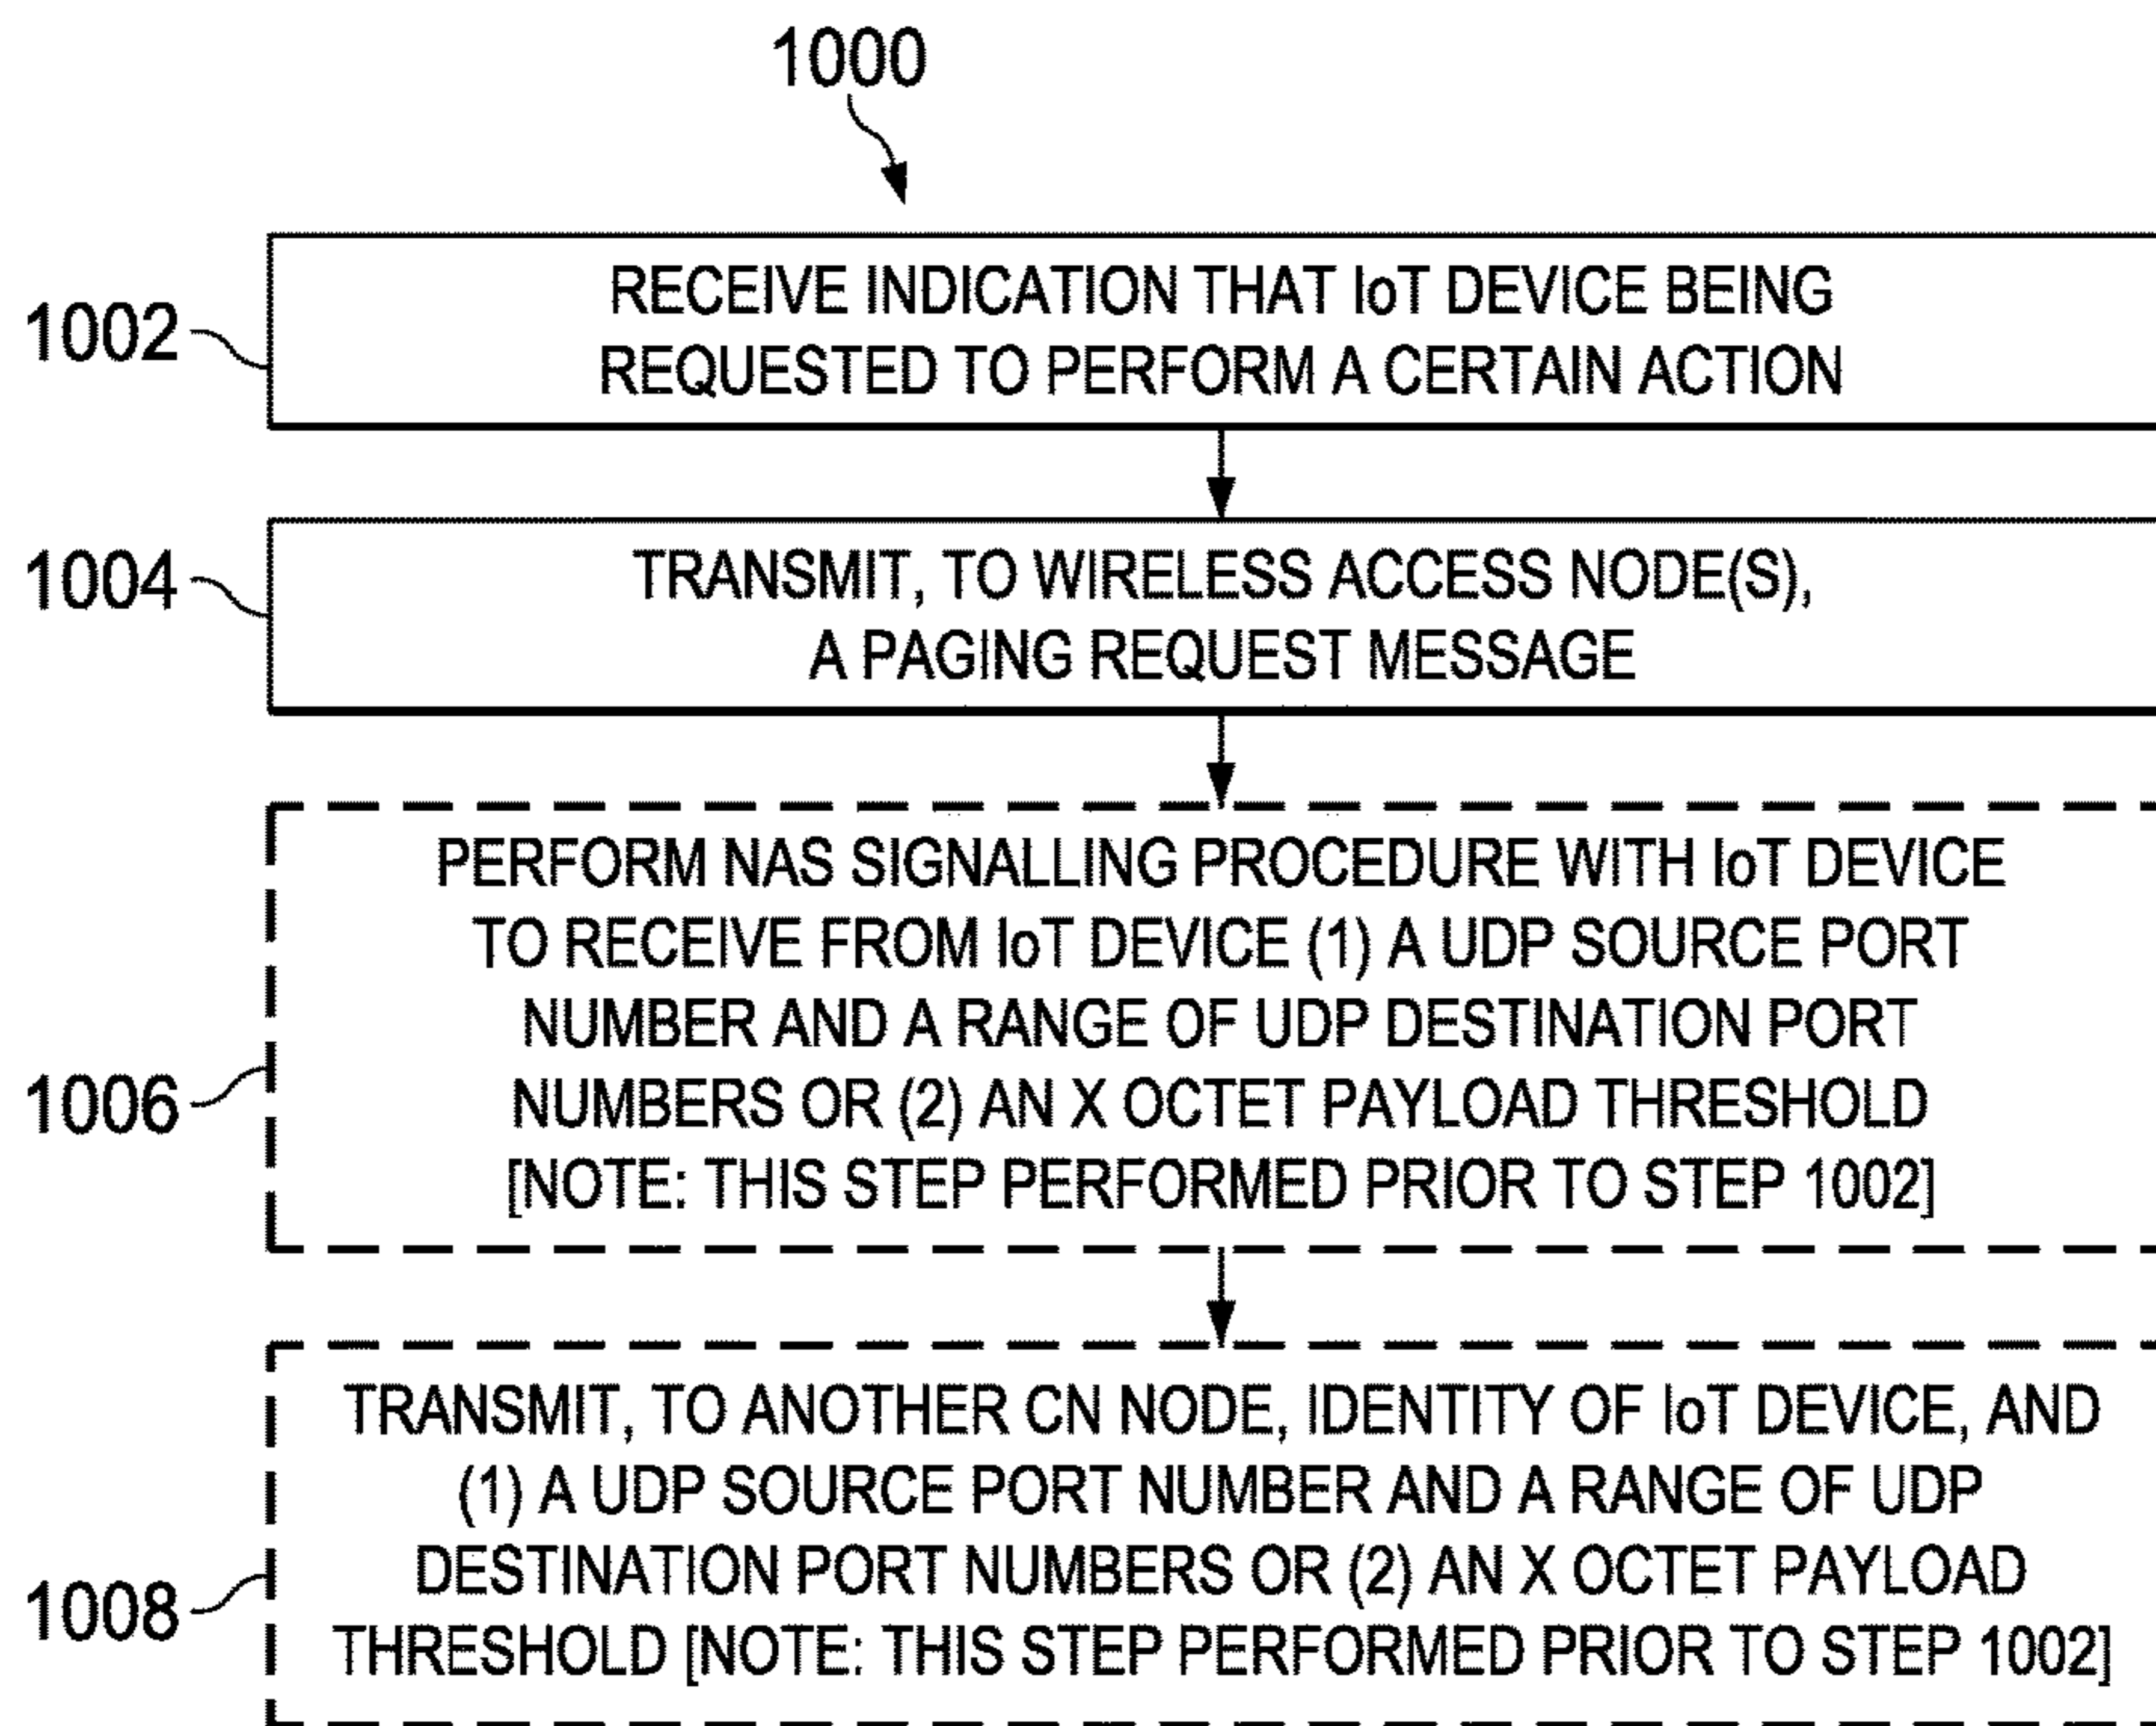 1000
1002
RECEIVE INDICATION THAT IoT DEVICE BEING
REQUESTED TO PERFORM A CERTAIN ACTION
1004
TRANSMIT, TO WIRELESS ACCESS NODE(S),
A PAGING REQUEST MESSAGE
1006
PERFORM NAS SIGNALLING PROCEDURE WITH IoT DEVICE
TO RECEIVE FROM IoT DEVICE (1) A UDP SOURCE PORT
NUMBER AND A RANGE OF UDP DESTINATION PORT
NUMBERS OR (2) AN X OCTET PAYLOAD THRESHOLD
[NOTE: THIS STEP PERFORMED PRIOR TO STEP 1002]
1008
TRANSMIT, TO ANOTHER CN NODE, IDENTITY OF IoT DEVICE, AND
(1) A UDP SOURCE PORT NUMBER AND A RANGE OF UDP
DESTINATION PORT NUMBERS OR (2) AN X OCTET PAYLOAD
THRESHOLD [NOTE: THIS STEP PERFORMED PRIOR TO STEP 1002]